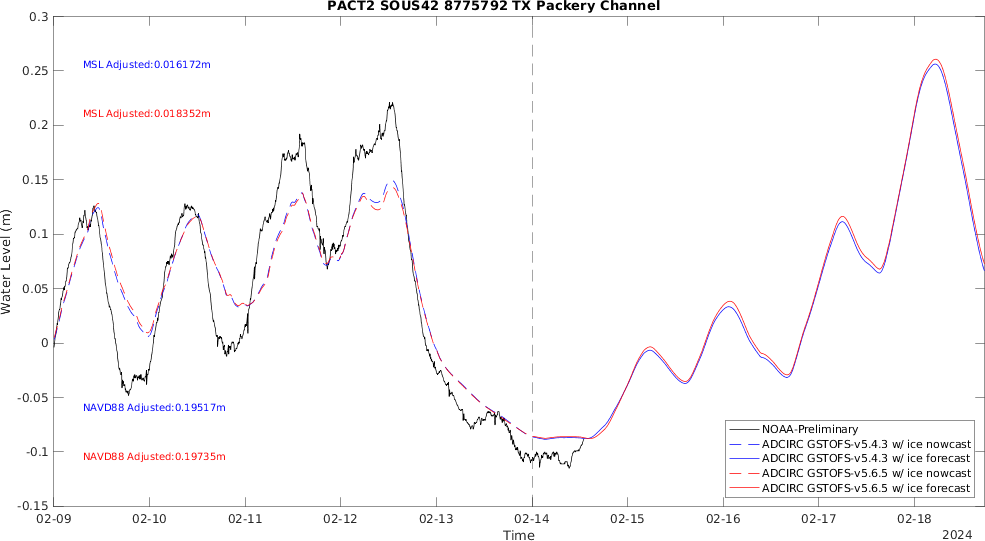 PACT2 SOUS42 8775792 TX Packery Channel
0.3
0.25
0.2
0.15
0.1
0.05
0
-0.05
-0.1
-0.15
Water Level (m)
MSL Adjusted:0.016172m
MSL Adjusted:0.018352m
NAVD88 Adjusted:0.19517m
NAVD88 Adjusted:0.19735m
NOAA-Preliminary
ADCIRC GSTOFS-v5.4.3 w/ ice nowcast
ADCIRC GSTOFS-v5.4.3 w/ ice forecast
ADCIRC GSTOFS-v5.6.5 w/ ice nowcast
ADCIRC GSTOFS-v5.6.5 w/ ice forecast
02-09 02-10 02-11 02-12 02-13 02-14 02-15 02-16 02-17 02-18
Time
2024